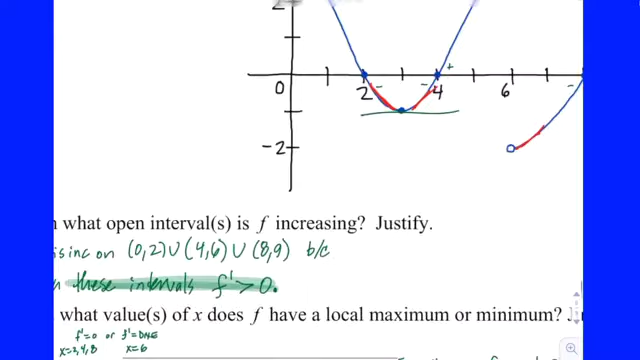 2
+
0
2
-
-
4
6
-
-2
n what open interval(s) is f increasing? Justify.
is inc on (0,2) ∪ (4,6) ∪ (8,9) b/c
these intervals f' > 0.
what value(s) of x does f have a local maximum or minimum?
f'=0 or f'=DNE
x=2,4,8 x=6